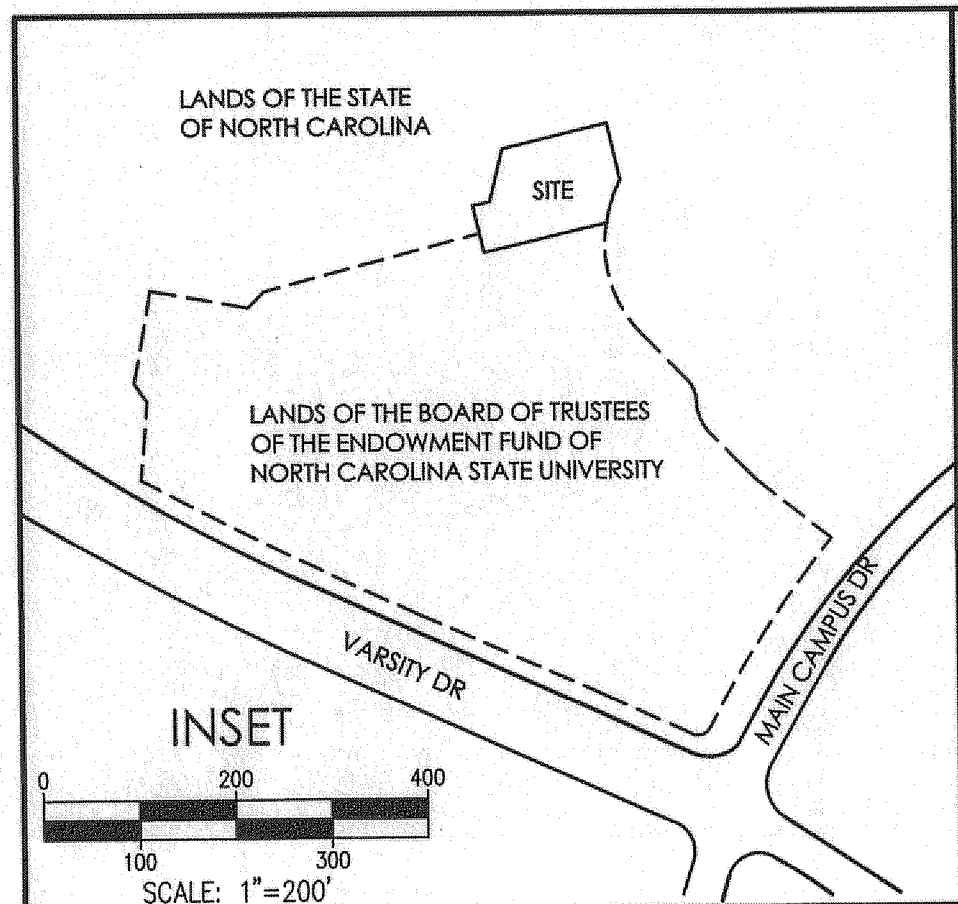 LANDS OF THE STATE
OF NORTH CAROLINA
SITE
LANDS OF THE BOARD OF TRUSTEES
OF THE ENDOWMENT FUND OF
NORTH CAROLINA STATE UNIVERSITY
VARSITY DR
MAIN CAMPUS DR
INSET
0 200 400
100 300
SCALE: 1"=200'